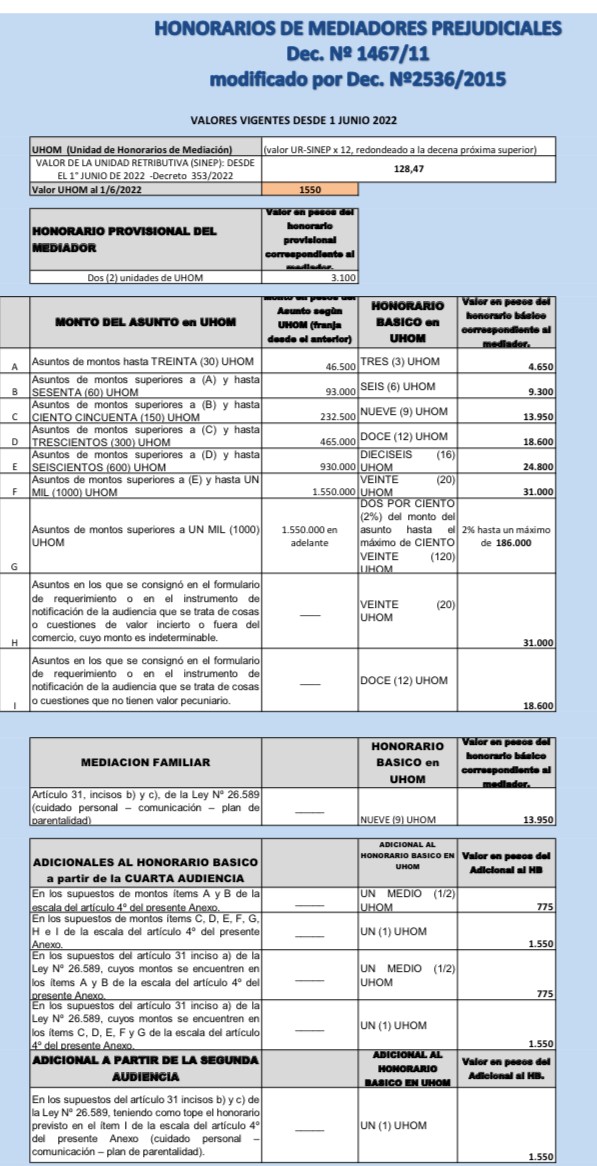 HONORARIOS DE MEDIADORES PREJUDICIALES
Dec. Nº 1467/11
modificado por Dec. Nº2536/2015
VALORES VIGENTES DESDE 1 JUNIO 2022
UHOM (Unidad de Honorarios de Mediación) (valor UR-SINEP x 12, redondeado a la decena próxima superior)
VALOR DE LA UNIDAD RETRIBUTIVA (SINEP): DESDE
EL 1° JUNIO DE 2022 -Decreto 353/2022
128,47
Valor UHOM al 1/6/2022 1550
HONORARIO PROVISIONAL DEL
MEDIADOR
Valor en pesos del
honorario
provisional
correspondiente al
mediador.
Dos (2) unidades de UHOM 3.100
MONTO DEL ASUNTO en UHOM
Monto en pesos del
Asunto según
UHOM (franja
desde el anterior)
HONORARIO
BASICO en
UHOM
Valor en pesos del
honorario básico
correspondiente al
mediador.
A Asuntos de montos hasta TREINTA (30) UHOM 46.500 TRES (3) UHOM 4.650
B Asuntos de montos superiores a (A) y hasta
SESENTA (60) UHOM 93.000 SEIS (6) UHOM 9.300
C Asuntos de montos superiores a (B) y hasta
CIENTO CINCUENTA (150) UHOM 232.500 NUEVE (9) UHOM 13.950
D Asuntos de montos superiores a (C) y hasta
TRESCIENTOS (300) UHOM 465.000 DOCE (12) UHOM 18.600
E Asuntos de montos superiores a (D) y hasta
SEISCIENTOS (600) UHOM 930.000 DIECISEIS (16)
UHOM 24.800
F Asuntos de montos superiores a (E) y hasta UN
MIL (1000) UHOM 1.550.000 VEINTE (20)
UHOM 31.000
G Asuntos de montos superiores a UN MIL (1000)
UHOM
1.550.000 en
adelante
DOS POR CIENTO
(2%) del monto del
asunto hasta el
máximo de CIENTO
VEINTE (120)
UHOM
2% hasta un máximo
de 186.000
H Asuntos en los que se consignó en el formulario
de requerimiento o en el instrumento de
notificación de la audiencia que se trata de cosas
o cuestiones de valor incierto o fuera del
comercio, cuyo monto es indeterminable.
VEINTE (20)
UHOM
31.000
I Asuntos en los que se consignó en el formulario
de requerimiento o en el instrumento de
notificación de la audiencia que se trata de cosas
o cuestiones que no tienen valor pecuniario.
DOCE (12) UHOM
18.600
MEDIACION FAMILIAR
HONORARIO
BASICO en
UHOM
Valor en pesos del
honorario básico
correspondiente al
mediador.
Artículo 31, incisos b) y c), de la Ley Nº 26.589
(cuidado personal – comunicación – plan de
parentalidad)
NUEVE (9) UHOM 13.950
ADICIONALES AL HONORARIO BASICO
a partir de la CUARTA AUDIENCIA
ADICIONAL AL
HONORARIO BASICO EN
UHOM
Valor en pesos del
Adicional al HB
En los supuestos de montos ítems A y B de la
escala del artículo 4º del presente Anexo.
UN MEDIO (1/2)
UHOM
775
En los supuestos de montos ítems C, D, E, F, G,
H e I de la escala del artículo 4º del presente
Anexo.
UN (1) UHOM
1.550
En los supuestos del artículo 31 inciso a) de la
Ley Nº 26.589, cuyos montos se encuentren en
los ítems A y B de la escala del artículo 4º del
presente Anexo.
UN MEDIO (1/2)
UHOM
775
En los supuestos del artículo 31 inciso a) de la
Ley Nº 26.589, cuyos montos se encuentren en
los ítems C, D, E, F y G de la escala del artículo
4º del presente Anexo.
UN (1) UHOM
1.550
ADICIONAL A PARTIR DE LA SEGUNDA
AUDIENCIA
ADICIONAL AL
HONORARIO
BASICO EN UHOM
Valor en pesos del
Adicional al HB.
En los supuestos del artículo 31 incisos b) y c) de
la Ley Nº 26.589, teniendo como tope el honorario
previsto en el ítem I de la escala del artículo 4º
del presente Anexo (cuidado personal –
comunicación – plan de parentalidad).
UN (1) UHOM
1.550